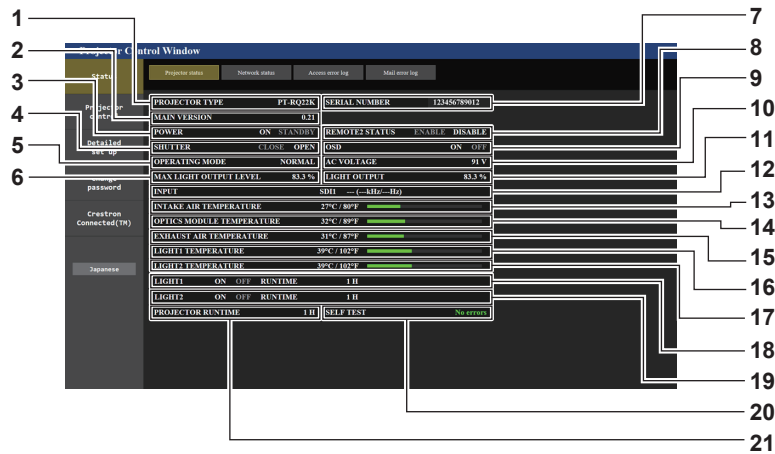 1
2
3
4
5
6
7
8
9
10
11
12
13
14
15
16
17
18
19
20
21
Projector Control Window
Status
Projector control
Detailed set up
Change password
Crestron Connected(TM)
Japanese
Projector status Network status Access error log Mail error log
PROJECTOR TYPE PT-RQ22K SERIAL NUMBER 123456789012
MAIN VERSION 0.21
POWER ON STANDBY REMOTE2 STATUS ENABLE DISABLE
SHUTTER CLOSE OPEN OSD ON OFF
OPERATING MODE NORMAL AC VOLTAGE 91 V
MAX LIGHT OUTPUT LEVEL 83.3 % LIGHT OUTPUT 83.3 %
INPUT SDI1 --- (---kHz/---Hz)
INTAKE AIR TEMPERATURE 27°C / 80°F
OPTICS MODULE TEMPERATURE 32°C / 89°F
EXHAUST AIR TEMPERATURE 31°C / 87°F
LIGHT1 TEMPERATURE 39°C / 102°F
LIGHT2 TEMPERATURE 39°C / 102°F
LIGHT1 ON OFF RUNTIME 1 H
LIGHT2 ON OFF RUNTIME 1 H
PROJECTOR RUNTIME 1 H SELF TEST No errors